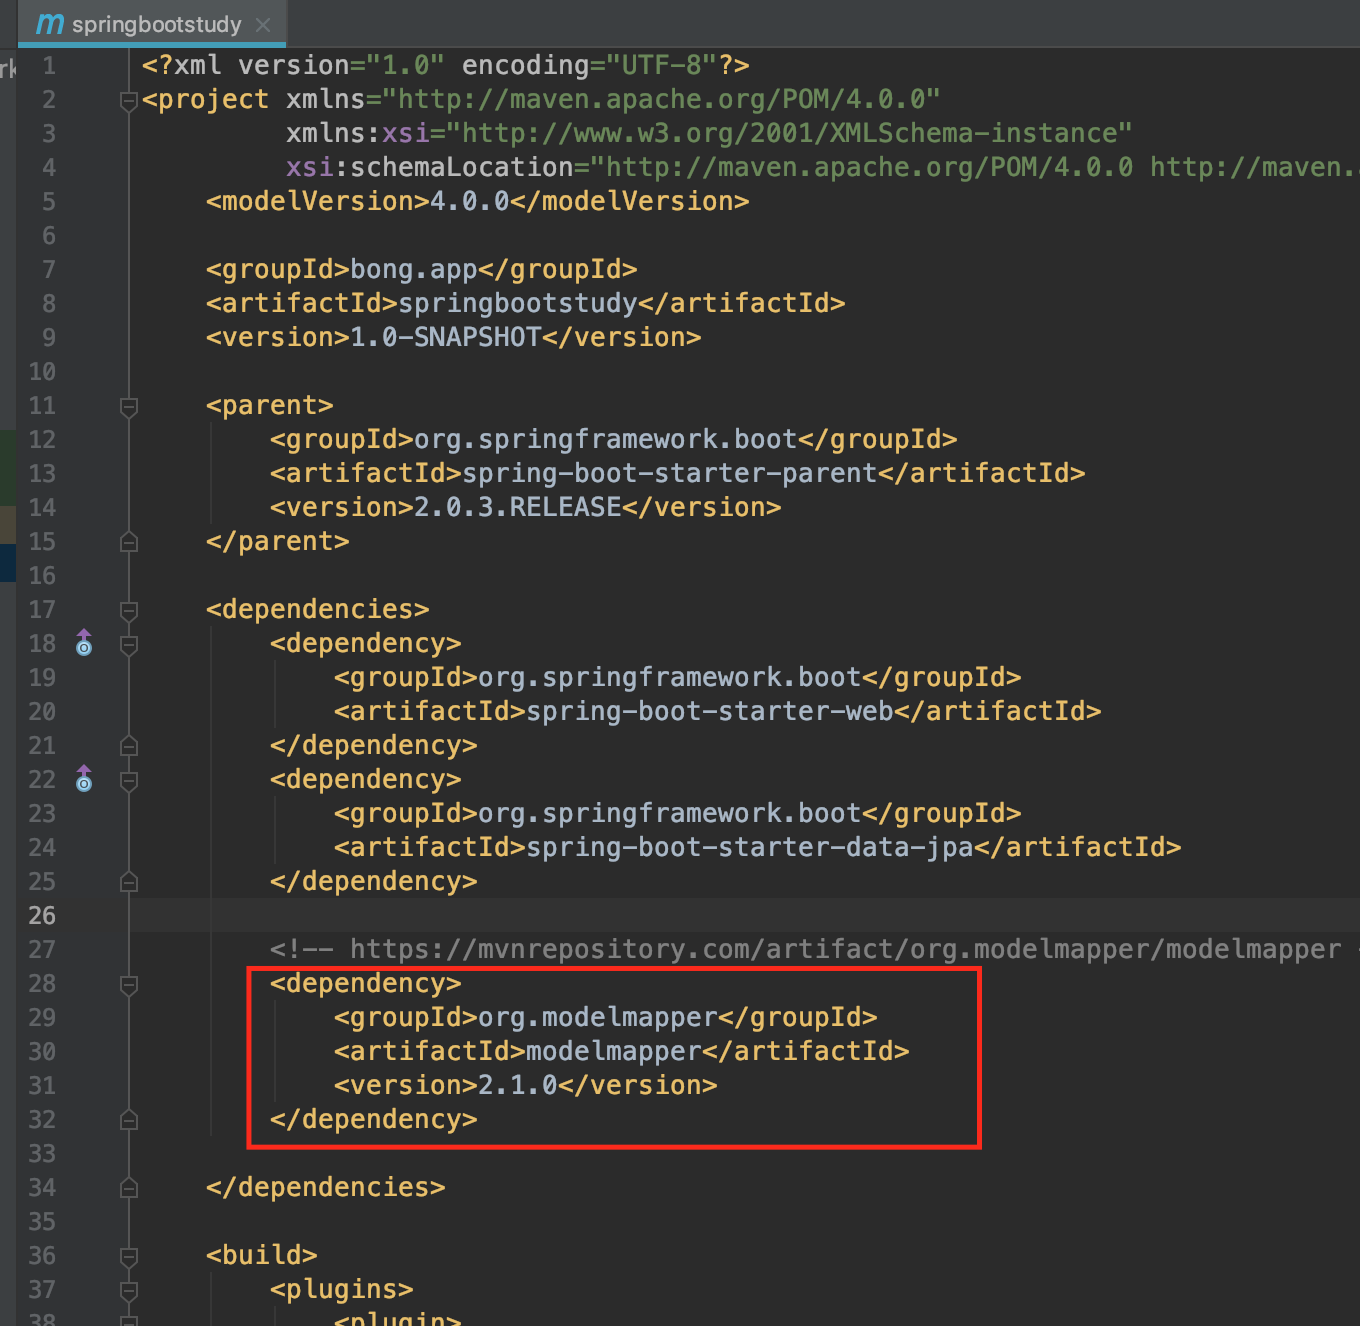 m springbootstudy
1 <?xml version="1.0" encoding="UTF-8"?>
2 <project xmlns="http://maven.apache.org/POM/4.0.0"
3 xmlns:xsi="http://www.w3.org/2001/XMLSchema-instance"
4 xsi:schemaLocation="http://maven.apache.org/POM/4.0.0 http://maven.
5 <modelVersion>4.0.0</modelVersion>
6
7 <groupId>bong.app</groupId>
8 <artifactId>springbootstudy</artifactId>
9 <version>1.0-SNAPSHOT</version>
10
11 <parent>
12 <groupId>org.springframework.boot</groupId>
13 <artifactId>spring-boot-starter-parent</artifactId>
14 <version>2.0.3.RELEASE</version>
15 </parent>
16
17 <dependencies>
18 <dependency>
19 <groupId>org.springframework.boot</groupId>
20 <artifactId>spring-boot-starter-web</artifactId>
21 </dependency>
22 <dependency>
23 <groupId>org.springframework.boot</groupId>
24 <artifactId>spring-boot-starter-data-jpa</artifactId>
25 </dependency>
26
27 <!-- https://mvnrepository.com/artifact/org.modelmapper/modelmapper
28 <dependency>
29 <groupId>org.modelmapper</groupId>
30 <artifactId>modelmapper</artifactId>
31 <version>2.1.0</version>
32 </dependency>
33
34 </dependencies>
35
36 <build>
37 <plugins>
38 <plugin>